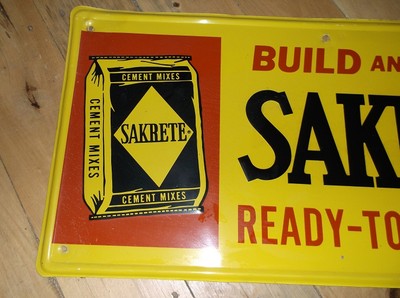 CEMENT MIXES
CEMENT MIXES
SAKRETE
CEMENT MIXES
BUILD AN
SAK
READY-TO